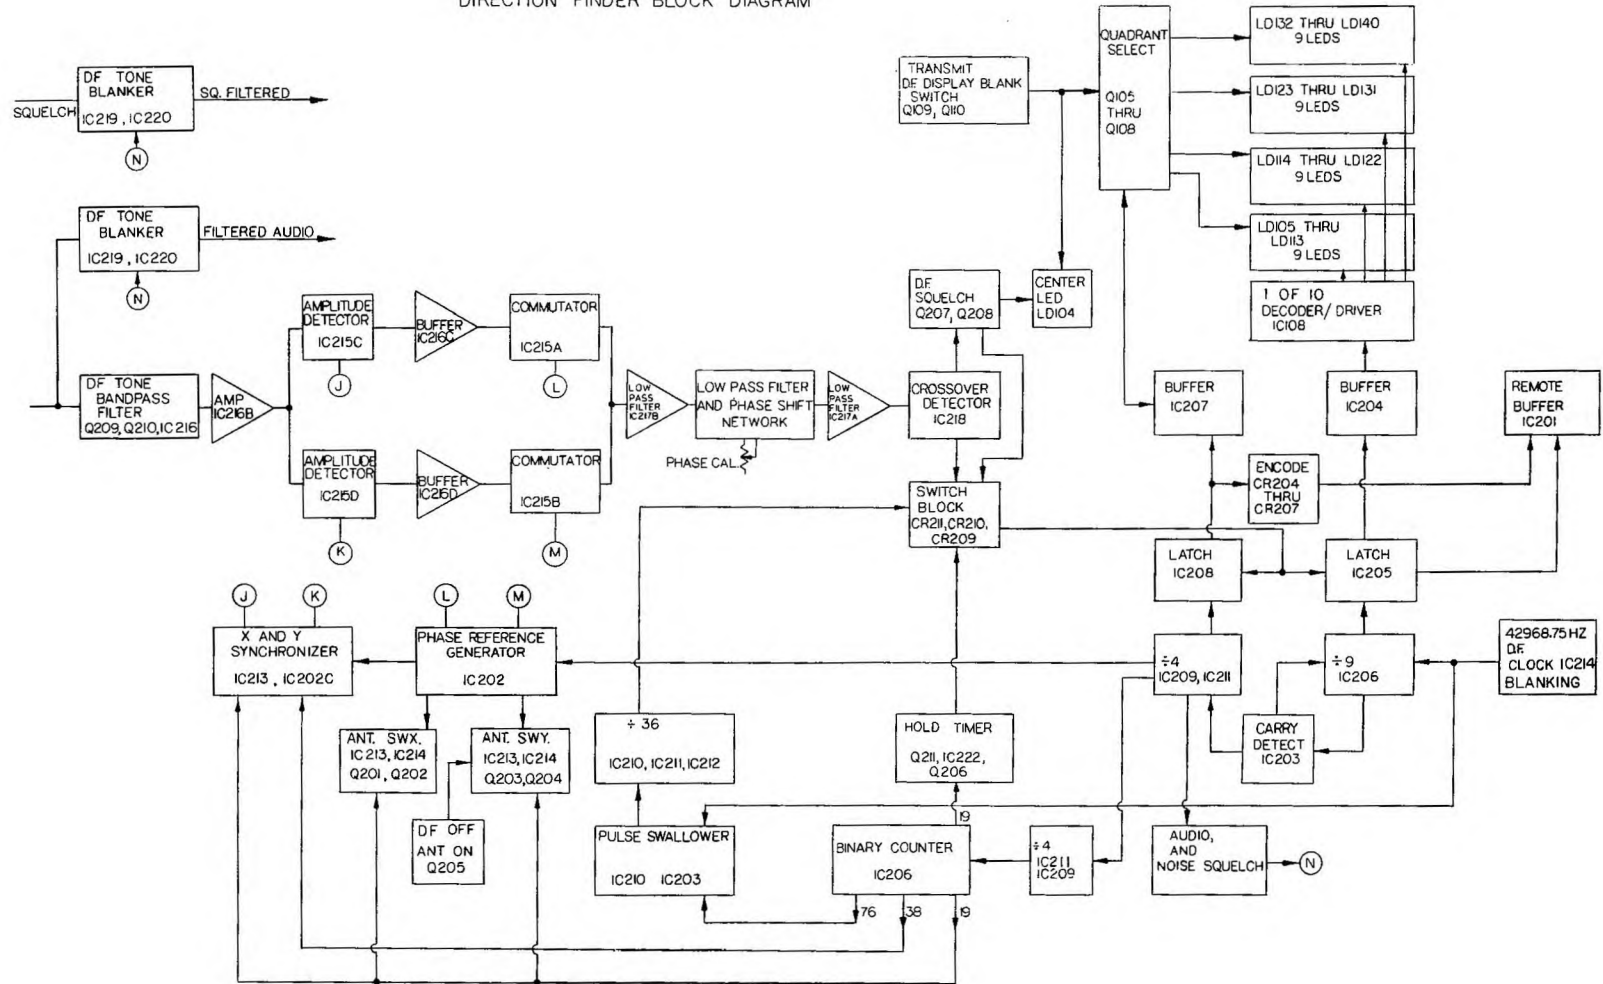 DIRECTION FINDER BLOCK DIAGRAM
DF TONE
BLANKER
IC219, IC220
SQUELCH
SQ. FILTERED
N
DF TONE
BLANKER
IC219, IC220
FILTERED AUDIO
N
DF TONE
BANDPASS
FILTER
Q209, Q210, IC216
AMP
IC216B
AMPLITUDE
DETECTOR
IC215C
J
BUFFER
IC216C
COMMUTATOR
IC215A
L
AMPLITUDE
DETECTOR
IC215D
K
BUFFER
IC216D
COMMUTATOR
IC215B
M
LOW
PASS
FILTER
IC217B
LOW PASS FILTER
AND PHASE SHIFT
NETWORK
PHASE CAL.
LOW
PASS
FILTER
IC217A
CROSSOVER
DETECTOR
IC218
D.F.
SQUELCH
Q207, Q208
CENTER
LED
LD104
TRANSMIT
D.F. DISPLAY BLANK
SWITCH
Q109, Q110
QUADRANT
SELECT
Q105
THRU
Q108
LD132 THRU LD140
9 LEDS
LD123 THRU LD131
9 LEDS
LD114 THRU LD122
9 LEDS
LD105 THRU
LD113
9 LEDS
1 OF 10
DECODER/DRIVER
IC108
BUFFER
IC207
BUFFER
IC204
REMOTE
BUFFER
IC201
ENCODE
CR204
THRU
CR207
SWITCH
BLOCK
CR211, CR210,
CR209
LATCH
IC208
LATCH
IC205
J
K
X AND Y
SYNCHRONIZER
IC213, IC202C
L
M
PHASE REFERENCE
GENERATOR
IC202
÷4
IC209, IC211
÷9
IC206
42968.75 HZ
D.F.
CLOCK IC214
BLANKING
CARRY
DETECT
IC203
ANT. SWX.
IC213, IC214
Q201, Q202
ANT. SWY.
IC213, IC214
Q203, Q204
÷ 36
IC210, IC211, IC212
HOLD TIMER
Q211, IC222,
Q206
DF OFF
ANT ON
Q205
PULSE SWALLOWER
IC210 IC203
19
BINARY COUNTER
IC206
÷4
IC211
IC209
AUDIO,
AND
NOISE SQUELCH
N
76
38
19